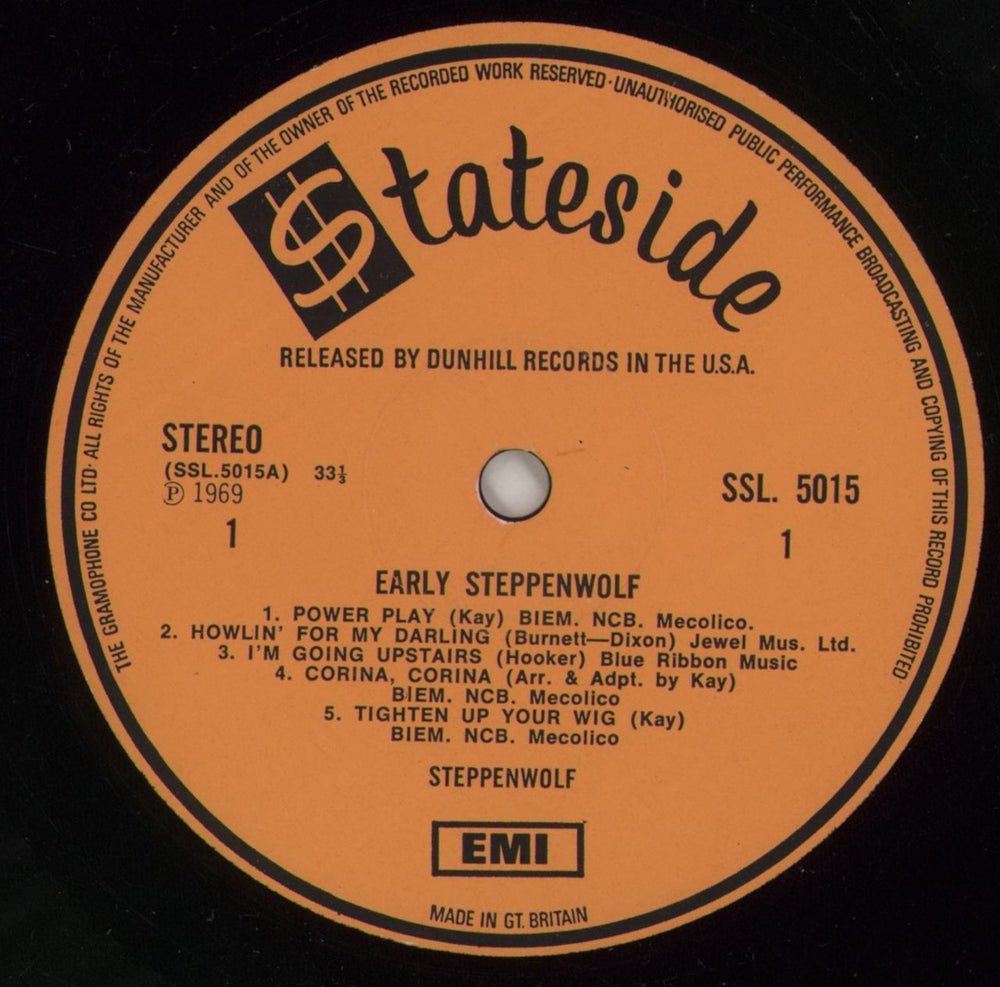 THE GRAMOPHONE CO LTD· ALL RIGHTS OF THE MANUFACTURER AND OF THE OWNER OF THE RECORDED WORK RESERVED·UNAUTHORISED PUBLIC PERFORMANCE BROADCASTING AND COPYING OF THIS RECORD PROHIBITED
Stateside
RELEASED BY DUNHILL RECORDS IN THE U.S.A.
STEREO
(SSL.5015A) 33⅓
Ⓟ 1969
1
SSL. 5015
1
EARLY STEPPENWOLF
1. POWER PLAY (Kay) BIEM. NCB. Mecolico.
2. HOWLIN' FOR MY DARLING (Burnett—Dixon) Jewel Mus. Ltd.
3. I'M GOING UPSTAIRS (Hooker) Blue Ribbon Music
4. CORINA, CORINA (Arr. & Adpt. by Kay)
BIEM. NCB. Mecolico
5. TIGHTEN UP YOUR WIG (Kay)
BIEM. NCB. Mecolico
STEPPENWOLF
EMI
MADE IN GT. BRITAIN